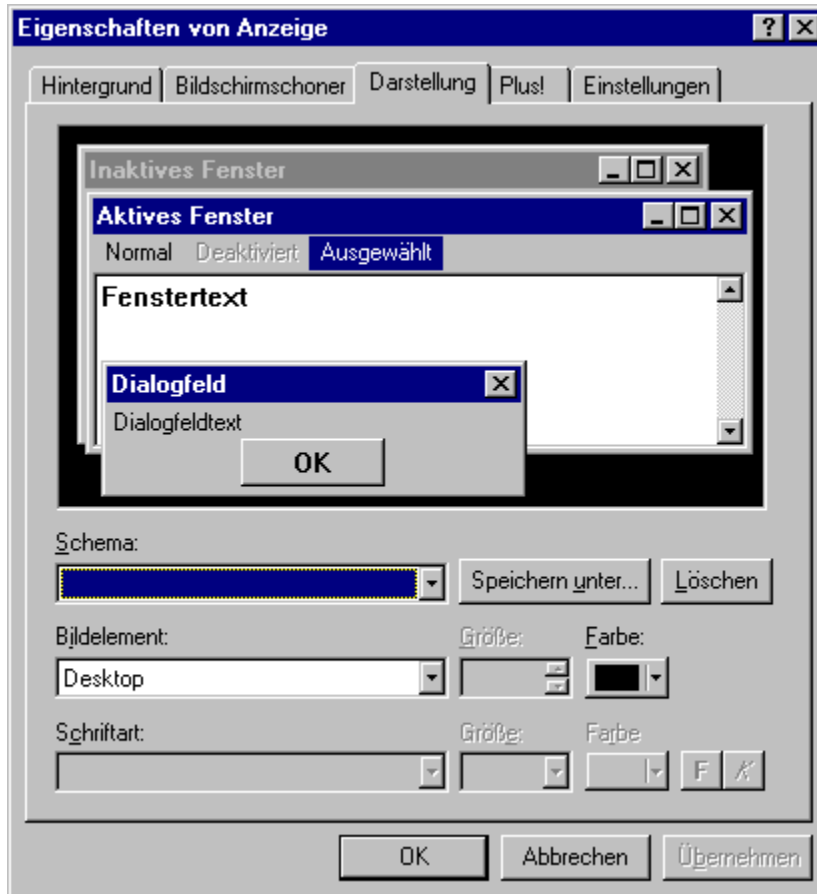 Eigenschaften von Anzeige
Hintergrund Bildschirmschoner Darstellung Plus! Einstellungen
Inaktives Fenster
Aktives Fenster
Normal Deaktiviert Ausgewählt
Fenstertext
Dialogfeld
Dialogfeldtext
OK
Schema:
Speichern unter... Löschen
Bildelement: Größe: Farbe:
Desktop
Schriftart: Größe: Farbe
F K
OK Abbrechen Übernehmen